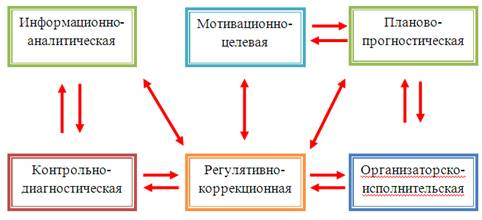 Информационно-
аналитическая
Мотивационно-
целевая
Планово-
прогностическая
Контрольно-
диагностическая
Регулятивно-
коррекционная
Организаторско-
исполнительская